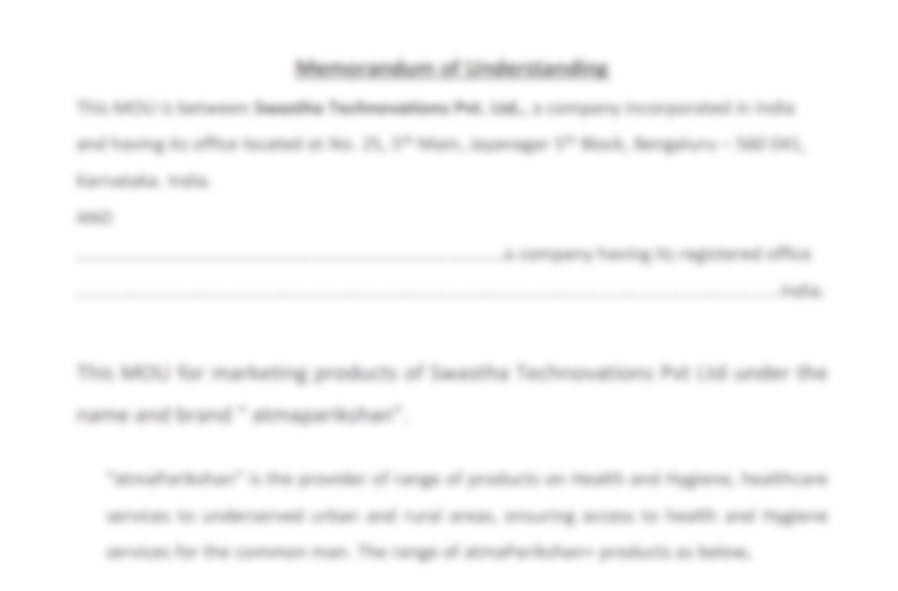 Memorandum of Understanding
This MOU is between Swastha Technovations Pvt. Ltd., a company incorporated in India
and having its office located at No. 25, 5th Main, Jayanagar 5th Block, Bengaluru – 560 041,
Karnataka. India.
AND
a company having its registered office
India.
This MOU for marketing products of Swastha Technovations Pvt Ltd under the
name and brand " atmaparikshan".
"atmaParikshan" is the provider of range of products on Health and Hygiene, healthcare
services to underserved urban and rural areas, ensuring access to health and Hygiene
services for the common man. The range of atmaParikshan+ products as below,